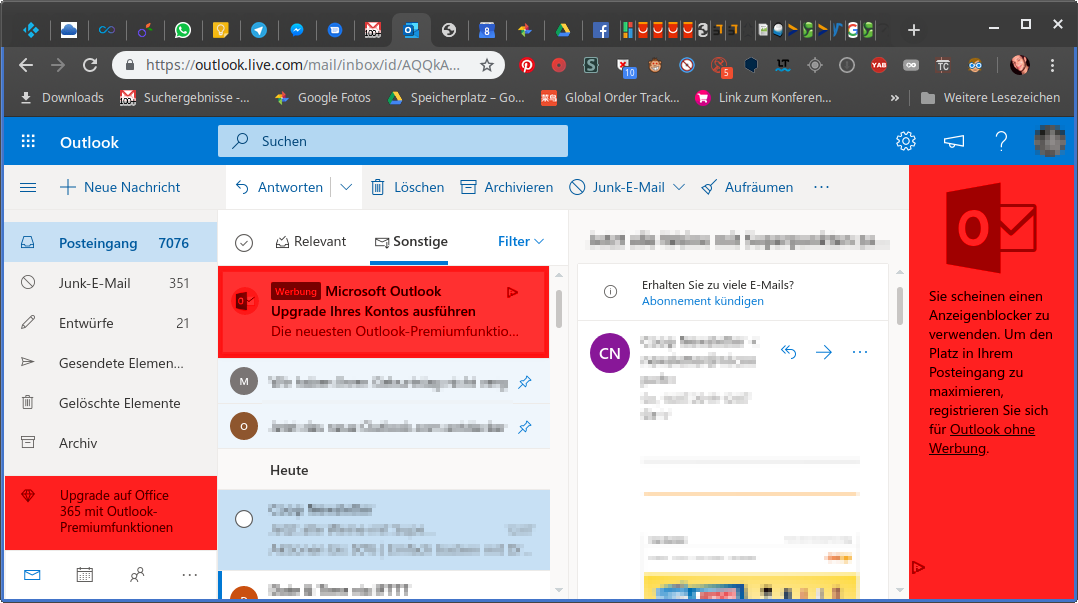 https://outlook.live.com/mail/inbox/id/AQQkA...
Downloads
Suchergebnisse -...
Google Fotos
Speicherplatz – Go...
Global Order Track...
Link zum Konferen...
»
Weitere Lesezeichen
Outlook
Suchen
Neue Nachricht
Antworten
Löschen
Archivieren
Junk-E-Mail
Aufräumen
...
Posteingang 7076
Junk-E-Mail 351
Entwürfe 21
Gesendete Elemen...
Gelöschte Elemente
Archiv
Upgrade auf Office
365 mit Outlook-
Premiumfunktionen
...
Relevant
Sonstige
Filter
Werbung Microsoft Outlook
Upgrade Ihres Kontos ausführen
Die neuesten Outlook-Premiumfunktio...
M
O
Heute
Erhalten Sie zu viele E-Mails?
Abonnement kündigen
CN
...
Sie scheinen einen
Anzeigenblocker zu
verwenden. Um den
Platz in Ihrem
Posteingang zu
maximieren,
registrieren Sie sich
für Outlook ohne
Werbung.